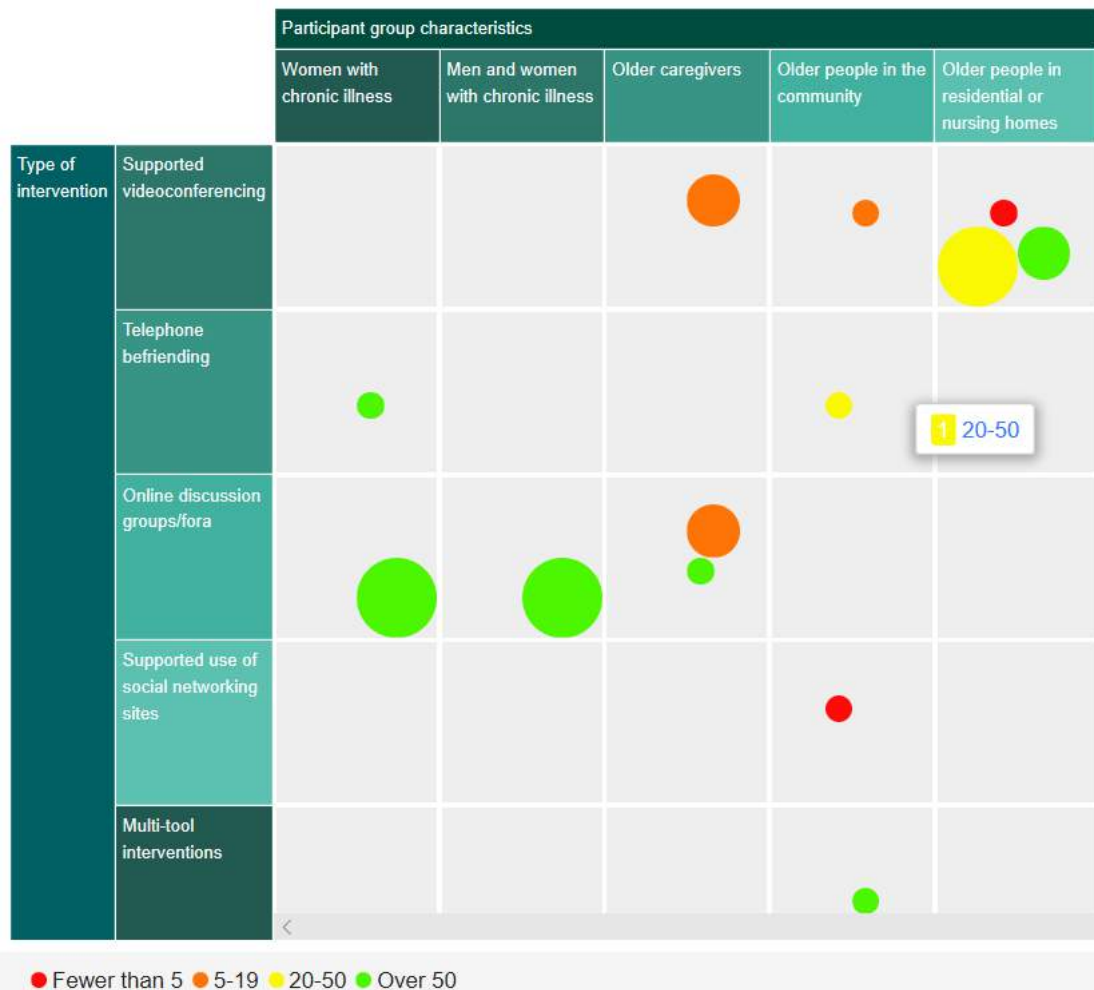 Participant group characteristics
Women with
chronic illness
Men and women
with chronic illness
Older caregivers
Older people in the
community
Older people in
residential or
nursing homes
Type of
intervention
Supported
videoconferencing
Telephone
befriending
1 20-50
Online discussion
groups/fora
Supported use of
social networking
sites
Multi-tool
interventions
Fewer than 5 5-19 20-50 Over 50